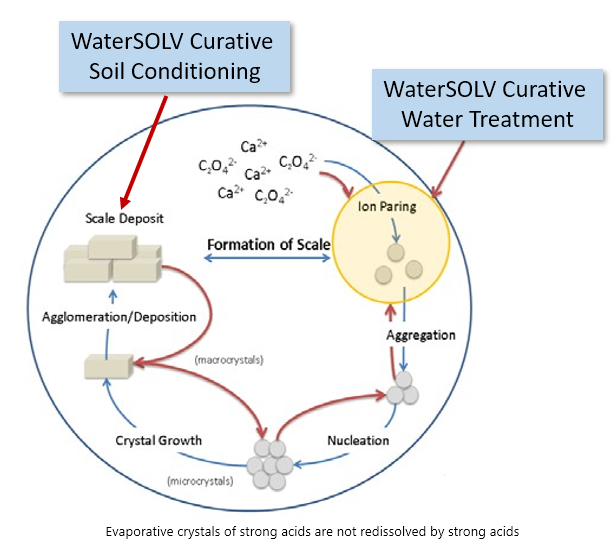 WaterSOLV Curative
Soil Conditioning
WaterSOLV Curative
Water Treatment
Ca²⁺
C₂O₄²⁻ C₂O₄²⁻
Ca²⁺
Ca²⁺ C₂O₄²⁻
Ion Paring
Scale Deposit
Formation of Scale
Agglomeration/Deposition
Aggregation
(macrocrystals)
Crystal Growth
Nucleation
(microcrystals)
Evaporative crystals of strong acids are not redissolved by strong acids